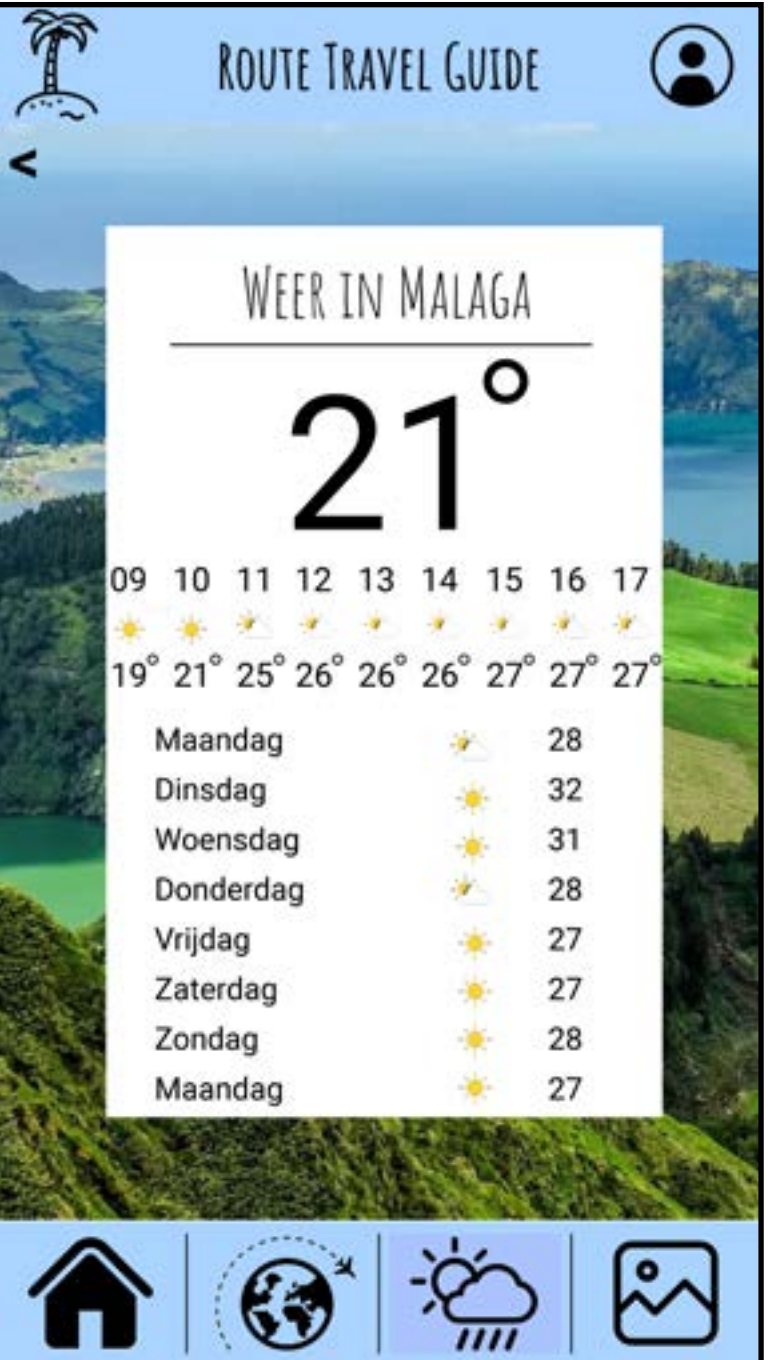 Route Travel Guide
<
Weer in Malaga
21°
09 10 11 12 13 14 15 16 17
19° 21° 25° 26° 26° 26° 27° 27° 27°
Maandag 28
Dinsdag 32
Woensdag 31
Donderdag 28
Vrijdag 27
Zaterdag 27
Zondag 28
Maandag 27